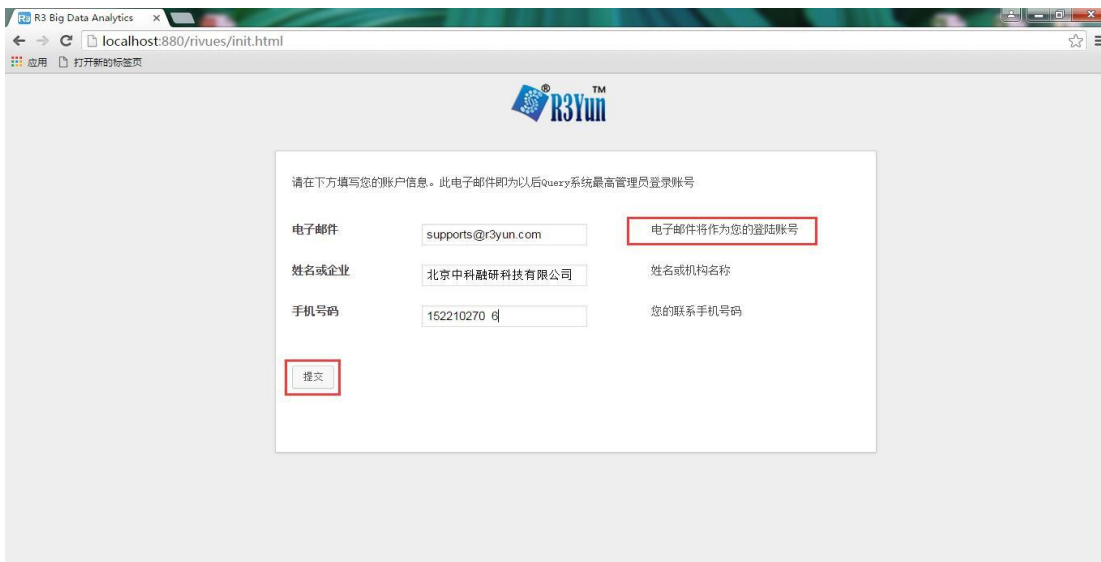 R3 Big Data Analytics
localhost:880/rivues/init.html
应用 打开新的标签页
R3Yun
® TM
请在下方填写您的账户信息。此电子邮件即为以后Query系统最高管理员登录账号
电子邮件 supports@r3yun.com 电子邮件将作为您的登陆账号
姓名或企业 北京中科融研科技有限公司 姓名或机构名称
手机号码 152210270 6 您的联系手机号码
提交